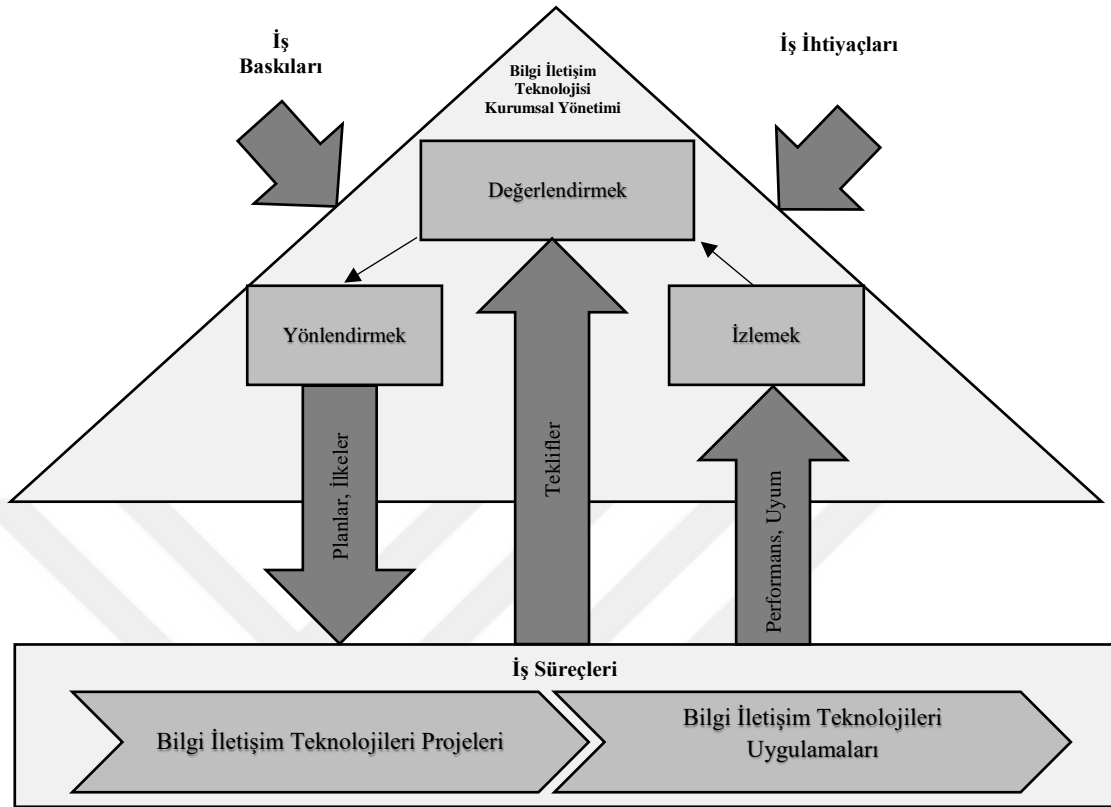 İş
Baskıları
İş İhtiyaçları
Bilgi İletişim
Teknolojisi
Kurumsal Yönetimi
Değerlendirmek
Yönlendirmek
İzlemek
Planlar, İlkeler
Teklifler
Performans, Uyum
İş Süreçleri
Bilgi İletişim Teknolojileri Projeleri
Bilgi İletişim Teknolojileri
Uygulamaları